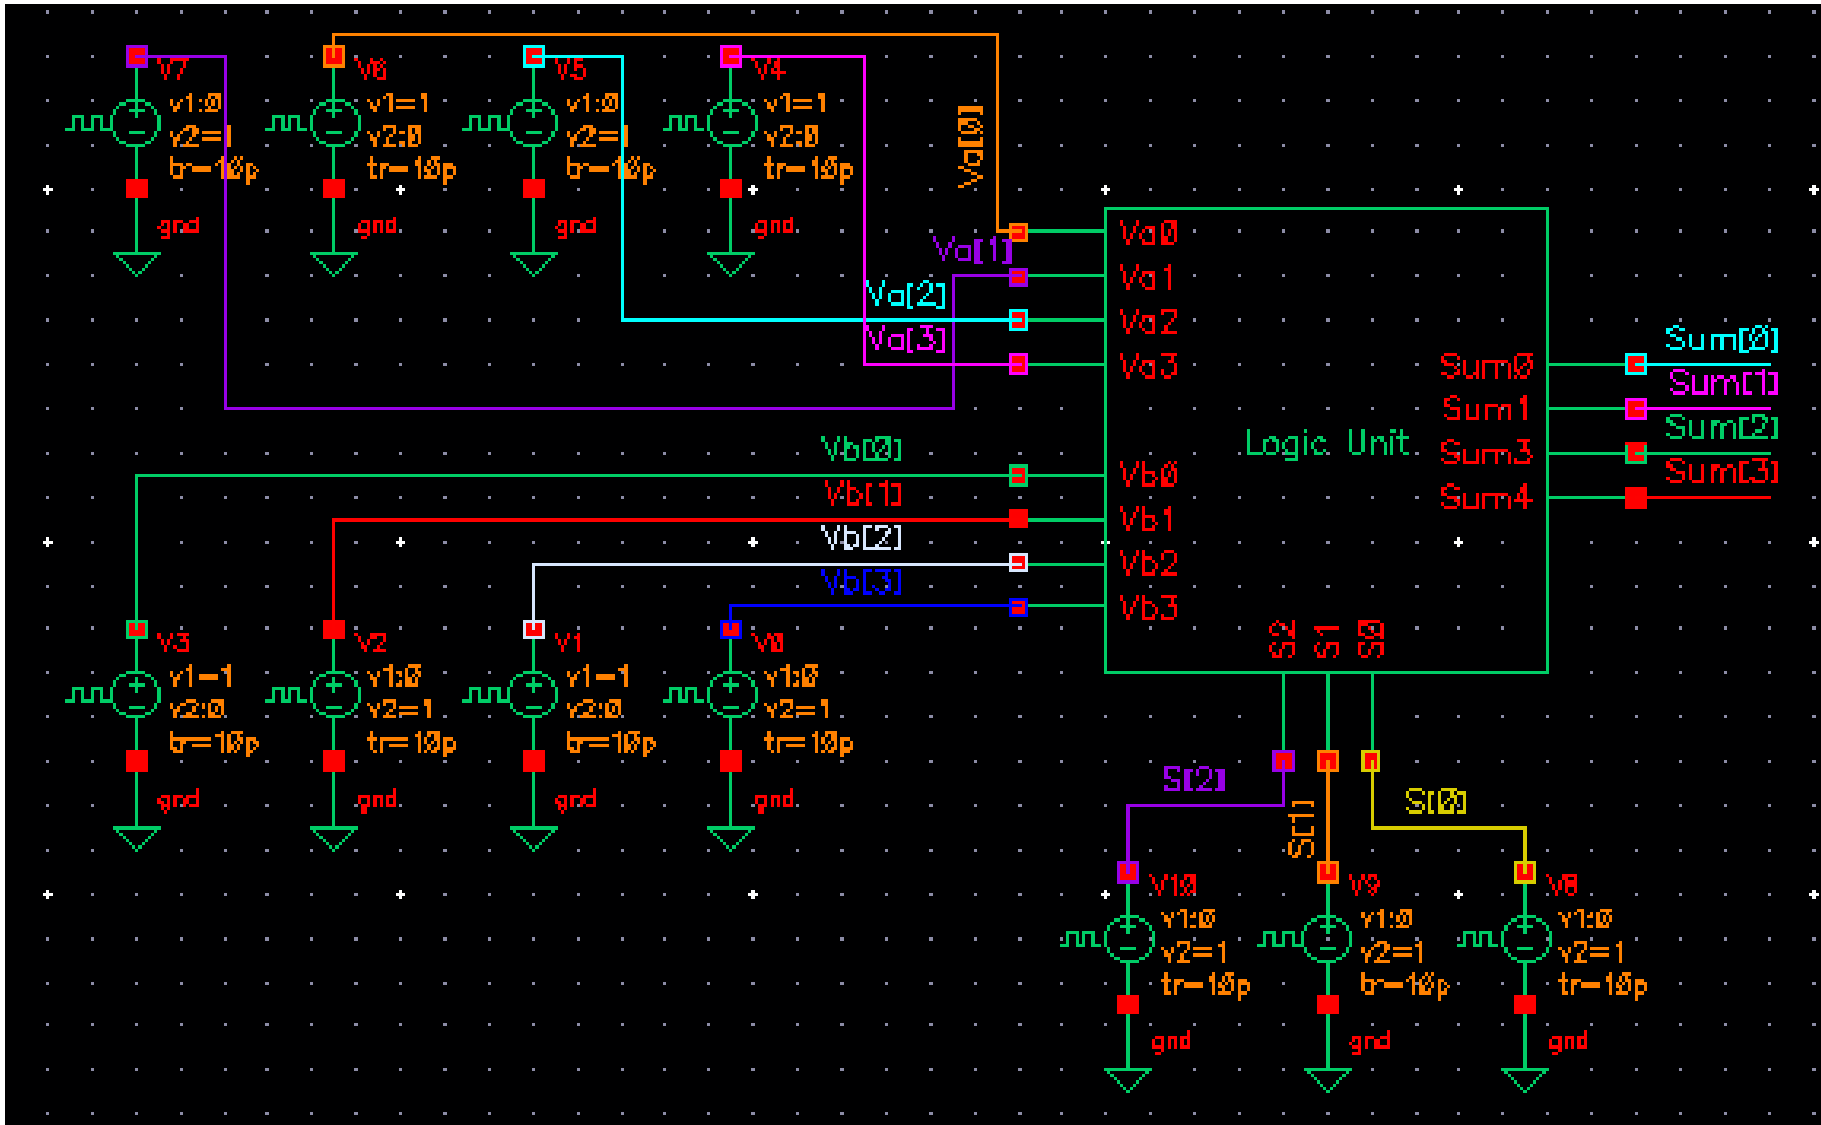 V7
v1:0
v2=1
tr=10p
gnd
V6
v1=1
v2:0
tr=10p
gnd
V5
v1:0
v2=1
tr=10p
gnd
V4
v1=1
v2:0
tr=10p
gnd
Va[0]
Va[1]
Va[2]
Va[3]
Va0
Va1
Va2
Va3
Vb[0]
Vb[1]
Vb[2]
Vb[3]
Vb0
Vb1
Vb2
Vb3
Logic Unit
Sum0
Sum1
Sum3
Sum4
Sum[0]
Sum[1]
Sum[2]
Sum[3]
S2
S1
S0
V3
v1=1
v2:0
tr=10p
gnd
V2
v1:0
v2=1
tr=10p
gnd
V1
v1=1
v2:0
tr=10p
gnd
V0
v1:0
v2=1
tr=10p
gnd
S[2]
S[1]
S[0]
V10
v1:0
v2=1
tr=10p
gnd
V9
v1:0
v2=1
tr=10p
gnd
V8
v1:0
v2=1
tr=10p
gnd